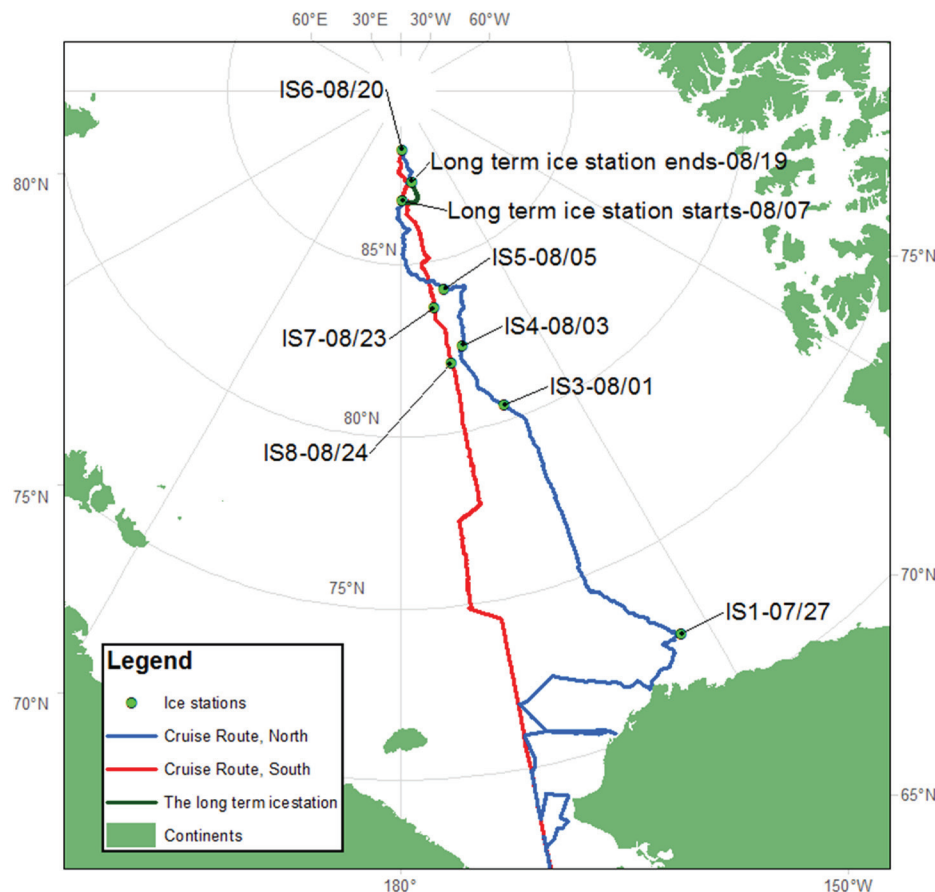 60°E 30°E 30°W 60°W
IS6-08/20
Long term ice station ends-08/19
80°N
Long term ice station starts-08/07
85°N
75°N
IS5-08/05
IS7-08/23
IS4-08/03
IS3-08/01
80°N
IS8-08/24
75°N
70°N
75°N
IS1-07/27
Legend
Ice stations
70°N
Cruise Route, North
Cruise Route, South
The long term icestation
65°N
Continents
180°
150°W